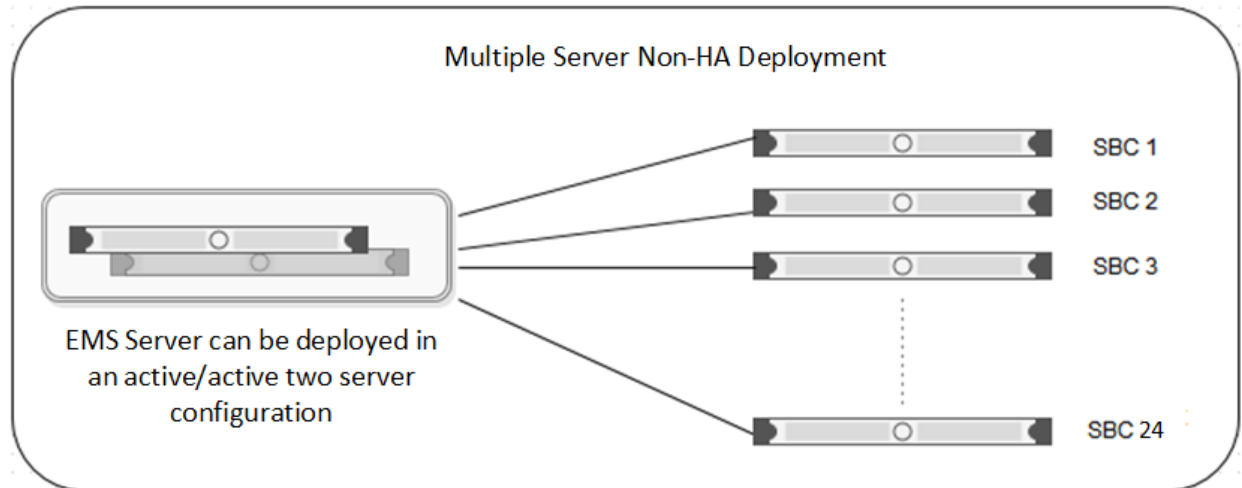 Multiple Server Non-HA Deployment
SBC 1
SBC 2
SBC 3
EMS Server can be deployed in
an active/active two server
configuration
SBC 24